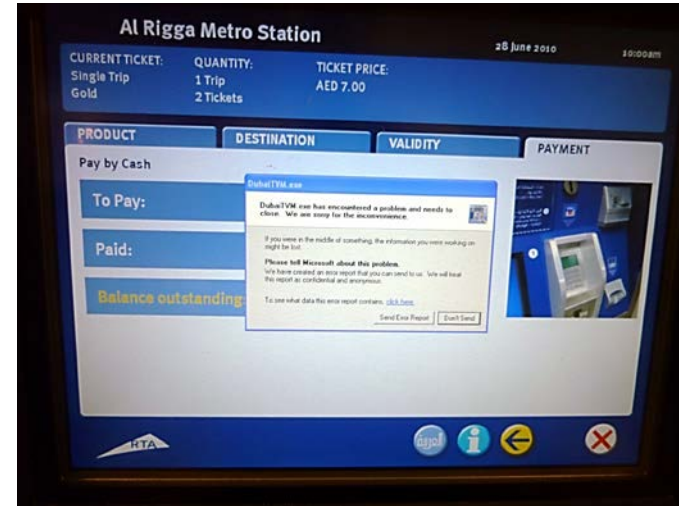 Al Rigga Metro Station
28 June 2010
10:00am
CURRENT TICKET:
QUANTITY:
TICKET PRICE:
Single Trip
1 Trip
AED 7.00
Gold
2 Tickets
PRODUCT
DESTINATION
VALIDITY
PAYMENT
Pay by Cash
To Pay:
Paid:
Balance outstanding:
DubaiTVM.exe
DubaiTVM.exe has encountered a problem and needs to
close. We are sorry for the inconvenience.
If you were in the middle of something, the information you were working on
might be lost.
Please tell Microsoft about this problem.
We have created an error report that you can send to us. We will treat
this report as confidential and anonymous.
To see what data this error report contains, click here.
Send Error Report
Don't Send
RTA
العربية